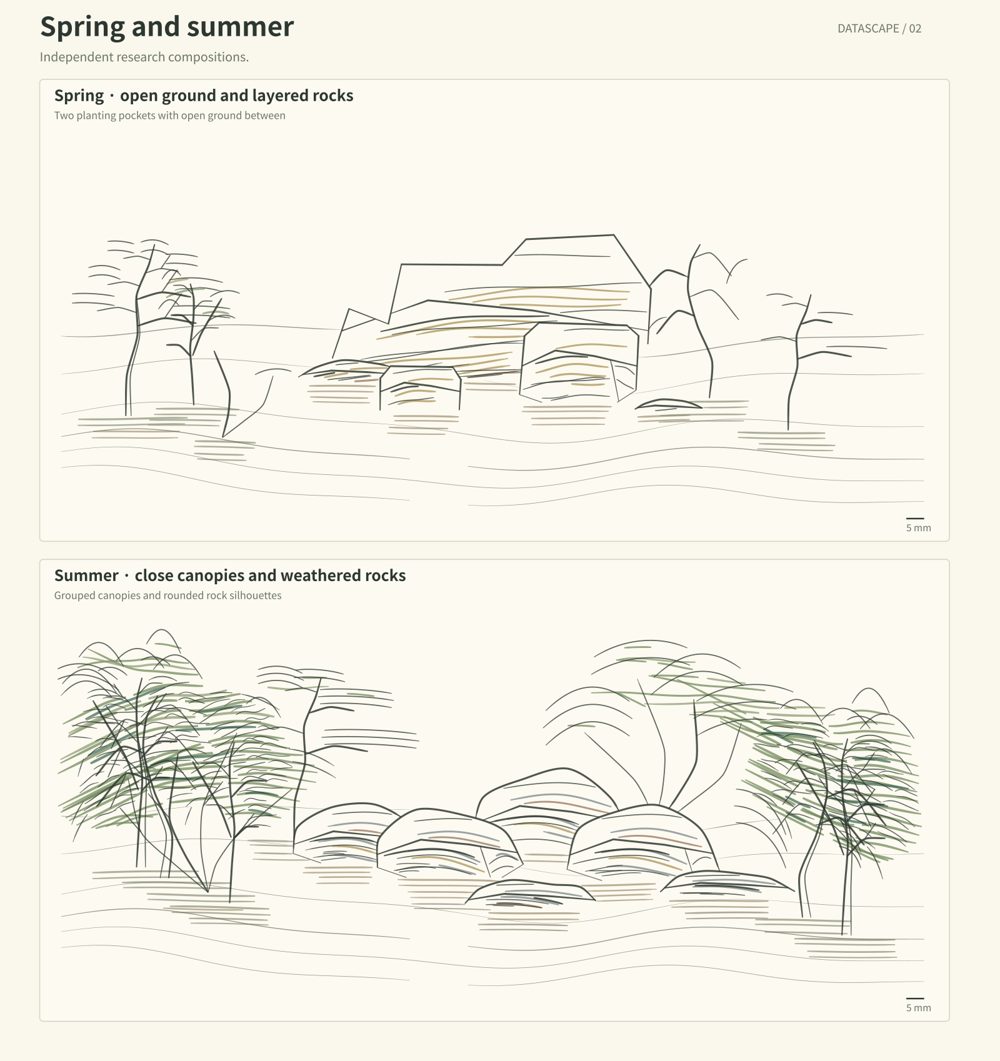 Spring and summer
DATASCAPE / 02
Independent research compositions.
Spring · open ground and layered rocks
Two planting pockets with open ground between
5 mm
Summer · close canopies and weathered rocks
Grouped canopies and rounded rock silhouettes
5 mm